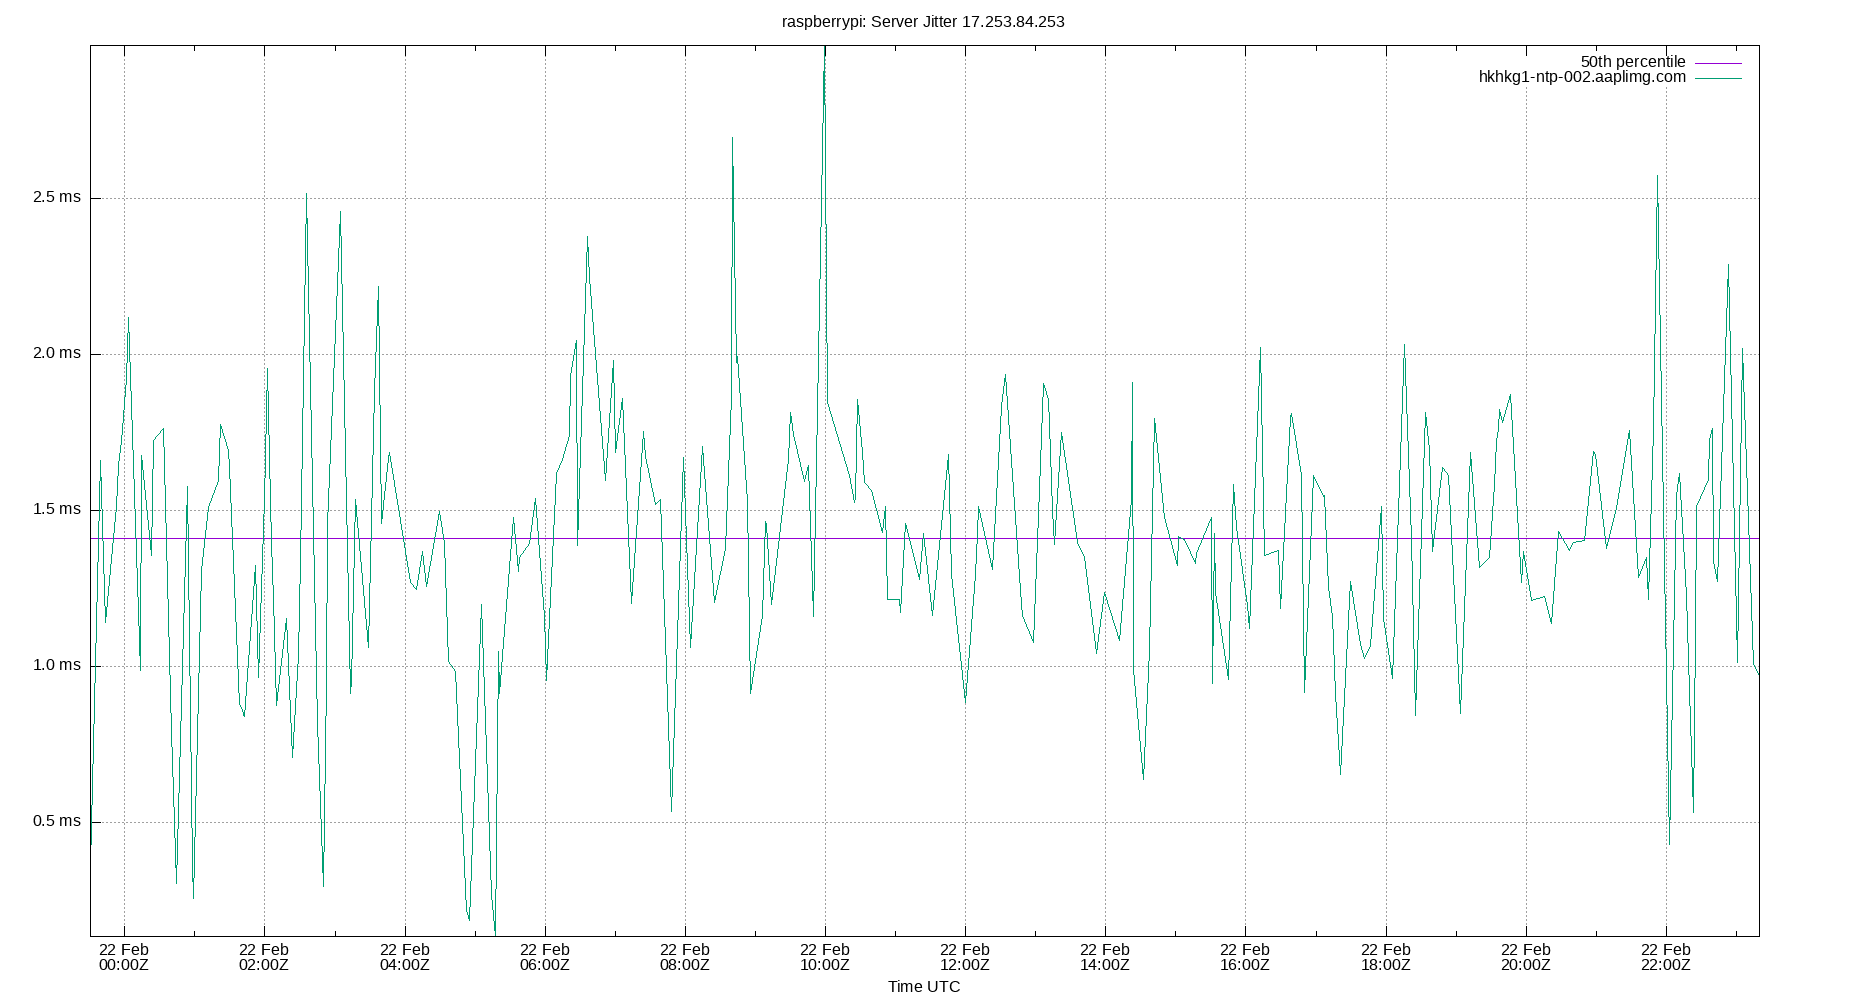 raspberrypi: Server Jitter 17.253.84.253
50th percentile
hkhkg1-ntp-002.aaplimg.com
2.5 ms
2.0 ms
1.5 ms
1.0 ms
0.5 ms
22 Feb 22 Feb 22 Feb 22 Feb 22 Feb 22 Feb 22 Feb 22 Feb 22 Feb 22 Feb 22 Feb 22 Feb
00:00Z 02:00Z 04:00Z 06:00Z 08:00Z 10:00Z 12:00Z 14:00Z 16:00Z 18:00Z 20:00Z 22:00Z
Time UTC